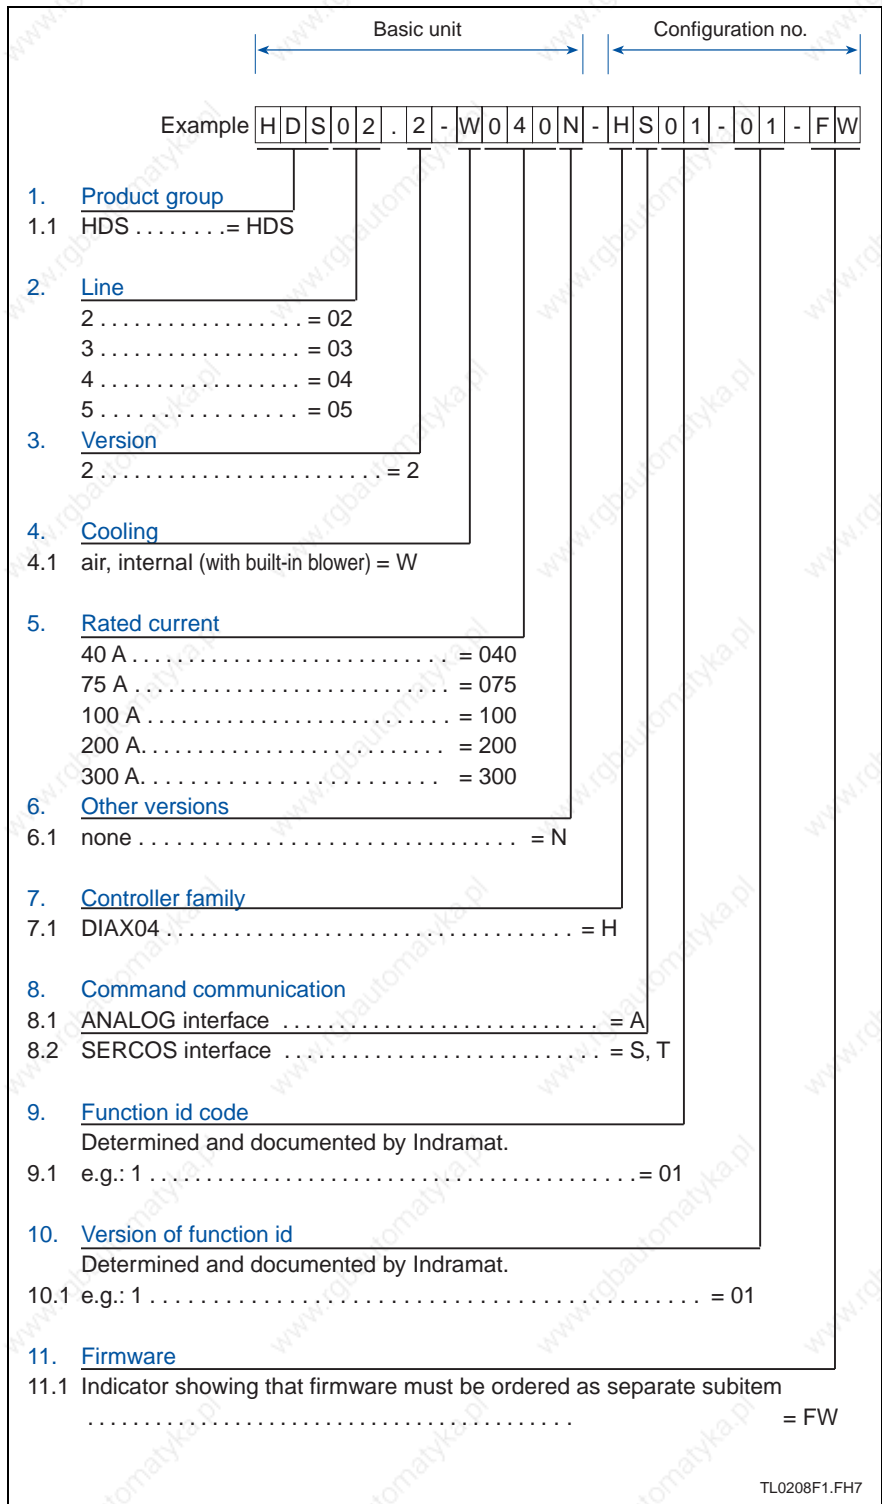 Basic unit Configuration no.
Example HDS02.2-W040N-HS01-01-FW
1. Product group
1.1 HDS . . . . . . . .= HDS
2. Line
2 . . . . . . . . . . . . . . . . . . = 02
3 . . . . . . . . . . . . . . . . . . = 03
4 . . . . . . . . . . . . . . . . . . = 04
5 . . . . . . . . . . . . . . . . . = 05
3. Version
2 . . . . . . . . . . . . . . . . . . . . . . . . . = 2
4. Cooling
4.1 air, internal (with built-in blower) = W
5. Rated current
40 A . . . . . . . . . . . . . . . . . . . . . . . . . . . . = 040
75 A . . . . . . . . . . . . . . . . . . . . . . . . . . . . = 075
100 A . . . . . . . . . . . . . . . . . . . . . . . . . . . = 100
200 A. . . . . . . . . . . . . . . . . . . . . . . . . . . = 200
300 A. . . . . . . . . . . . . . . . . . . . . . . . . . . = 300
6. Other versions
6.1 none . . . . . . . . . . . . . . . . . . . . . . . . . . . . . . . . = N
7. Controller family
7.1 DIAX04 . . . . . . . . . . . . . . . . . . . . . . . . . . . . . . . . . . . . = H
8. Command communication
8.1 ANALOG interface . . . . . . . . . . . . . . . . . . . . . . . . . . . . = A
8.2 SERCOS interface . . . . . . . . . . . . . . . . . . . . . . . . . . . . = S, T
9. Function id code
Determined and documented by Indramat.
9.1 e.g.: 1 . . . . . . . . . . . . . . . . . . . . . . . . . . . . . . . . . . . . . . . . . . . = 01
10. Version of function id
Determined and documented by Indramat.
10.1 e.g.: 1 . . . . . . . . . . . . . . . . . . . . . . . . . . . . . . . . . . . . . . . . . . . . . . . . . = 01
11. Firmware
11.1 Indicator showing that firmware must be ordered as separate subitem
. . . . . . . . . . . . . . . . . . . . . . . . . . . . . . . . . . . . . . . . . . . = FW
TL0208F1.FH7
www.rgbautomatyka.pl